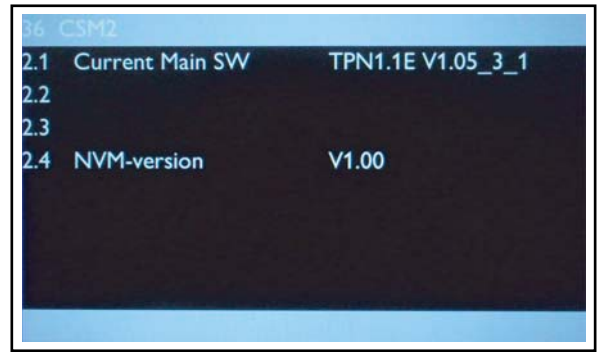 36 CSM2
2.1 Current Main SW TPN1.1E V1.05_3_1
2.2
2.3
2.4 NVM-version V1.00